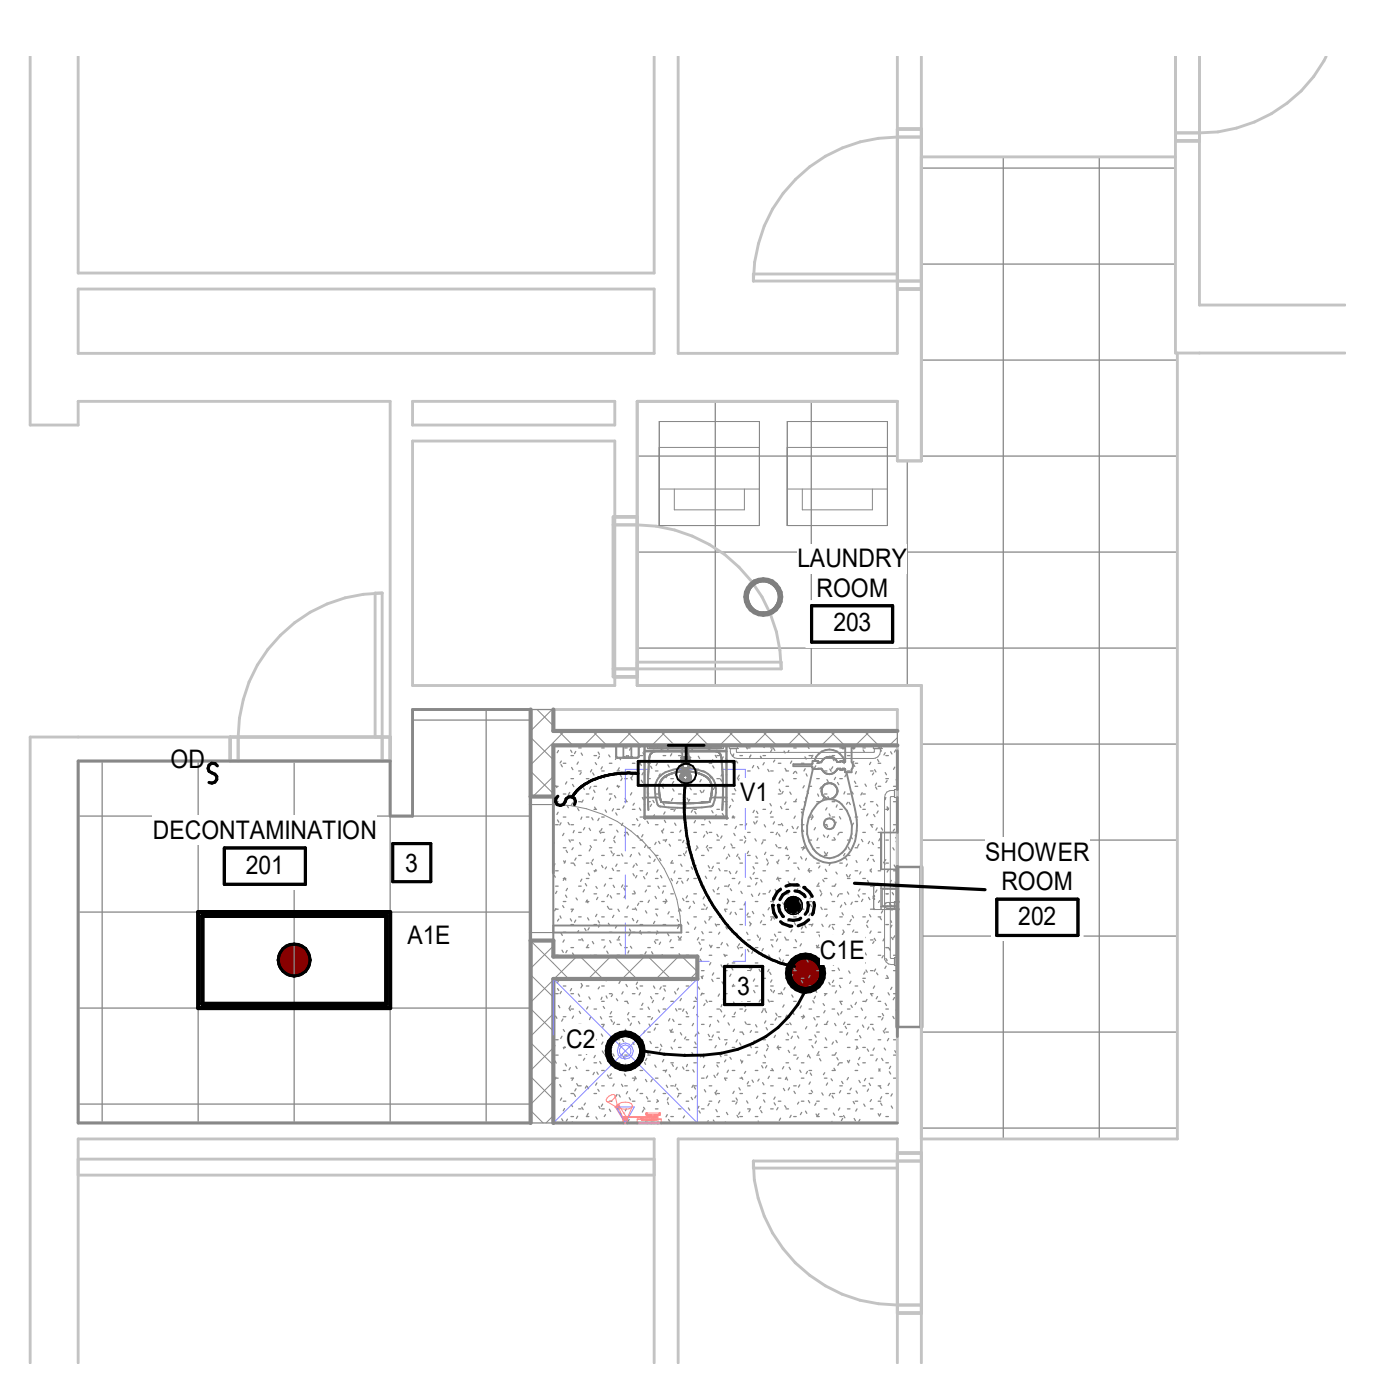 LAUNDRY
ROOM
203
OD
S
S
V1
DECONTAMINATION
201
3
SHOWER
ROOM
202
A1E
C1E
3
C2